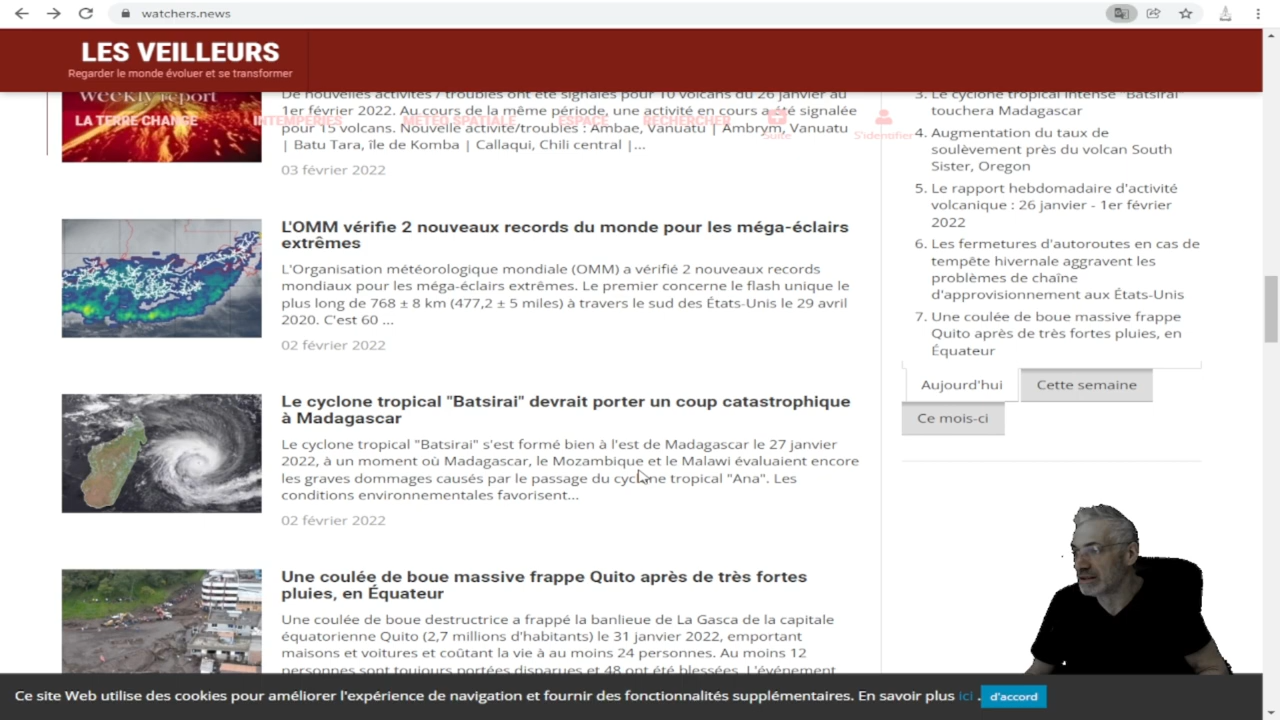 watchers.news
LES VEILLEURS
Regarder le monde évoluer et se transformer
LA TERRE CHANGE
INTEMPÉRIES
MÉTÉO SPATIALE
ESPACE
RECHERCHER
Suite
S'identifier
weekly report
De nouvelles activités / troubles ont été signalés pour 10 volcans du 26 janvier au
1er février 2022. Au cours de la même période, une activité en cours a été signalée
pour 15 volcans. Nouvelle activité/troubles : Ambae, Vanuatu | Ambrym, Vanuatu
| Batu Tara, île de Komba | Callaqui, Chili central |...
03 février 2022
L'OMM vérifie 2 nouveaux records du monde pour les méga-éclairs
extrêmes
L'Organisation météorologique mondiale (OMM) a vérifié 2 nouveaux records
mondiaux pour les méga-éclairs extrêmes. Le premier concerne le flash unique le
plus long de 768 ± 8 km (477,2 ± 5 miles) à travers le sud des États-Unis le 29 avril
2020. C'est 60 ...
02 février 2022
Le cyclone tropical "Batsirai" devrait porter un coup catastrophique
à Madagascar
Le cyclone tropical "Batsirai" s'est formé bien à l'est de Madagascar le 27 janvier
2022, à un moment où Madagascar, le Mozambique et le Malawi évaluaient encore
les graves dommages causés par le passage du cyclone tropical "Ana". Les
conditions environnementales favorisent...
02 février 2022
Une coulée de boue massive frappe Quito après de très fortes
pluies, en Équateur
Une coulée de boue destructrice a frappé la banlieue de La Gasca de la capitale
équatorienne Quito (2,7 millions d'habitants) le 31 janvier 2022, emportant
maisons et voitures et coûtant la vie à au moins 24 personnes. Au moins 12
personnes sont toujours portées disparues et 48 ont été blessées. L'événement
3. Le cyclone tropical intense "Batsirai"
touchera Madagascar
4. Augmentation du taux de
soulèvement près du volcan South
Sister, Oregon
5. Le rapport hebdomadaire d'activité
volcanique : 26 janvier - 1er février
2022
6. Les fermetures d'autoroutes en cas de
tempête hivernale aggravent les
problèmes de chaîne
d'approvisionnement aux États-Unis
7. Une coulée de boue massive frappe
Quito après de très fortes pluies, en
Équateur
Aujourd'hui
Cette semaine
Ce mois-ci
Ce site Web utilise des cookies pour améliorer l'expérience de navigation et fournir des fonctionnalités supplémentaires. En savoir plus ici .
d'accord